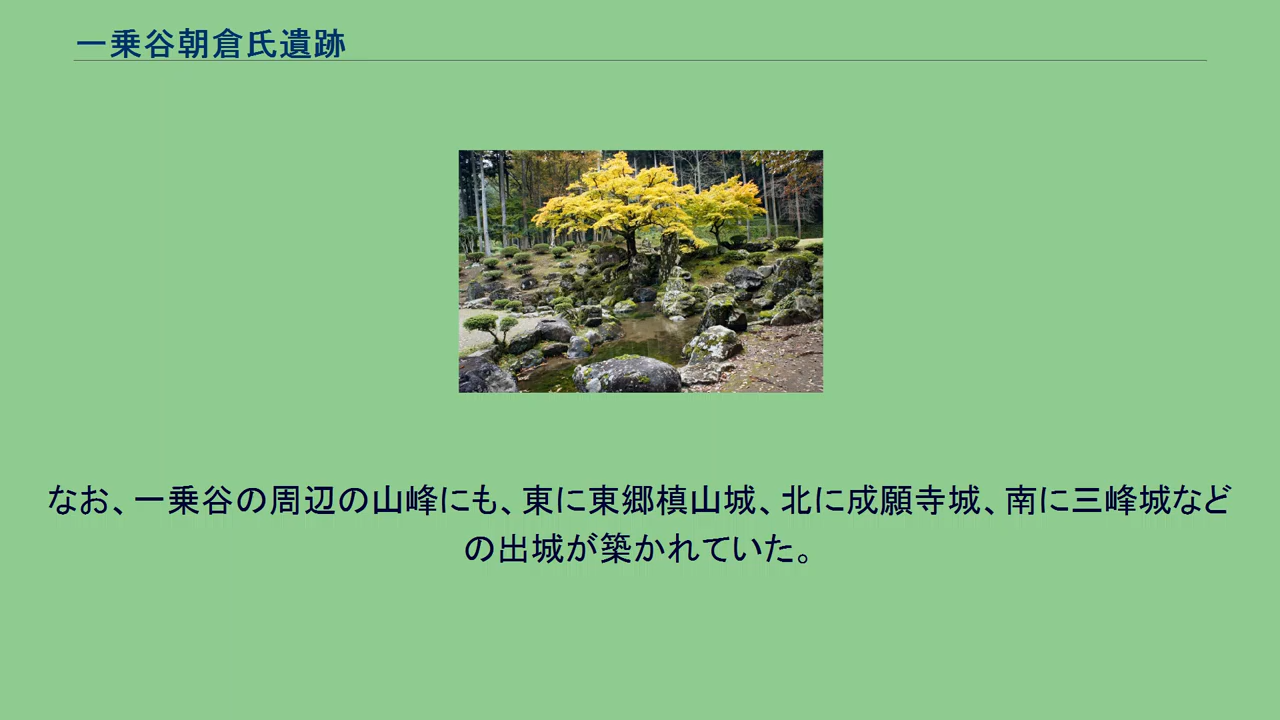 一乗谷朝倉氏遺跡
なお、一乗谷の周辺の山峰にも、東に東郷槙山城、北に成願寺城、南に三峰城など
の出城が築かれていた。